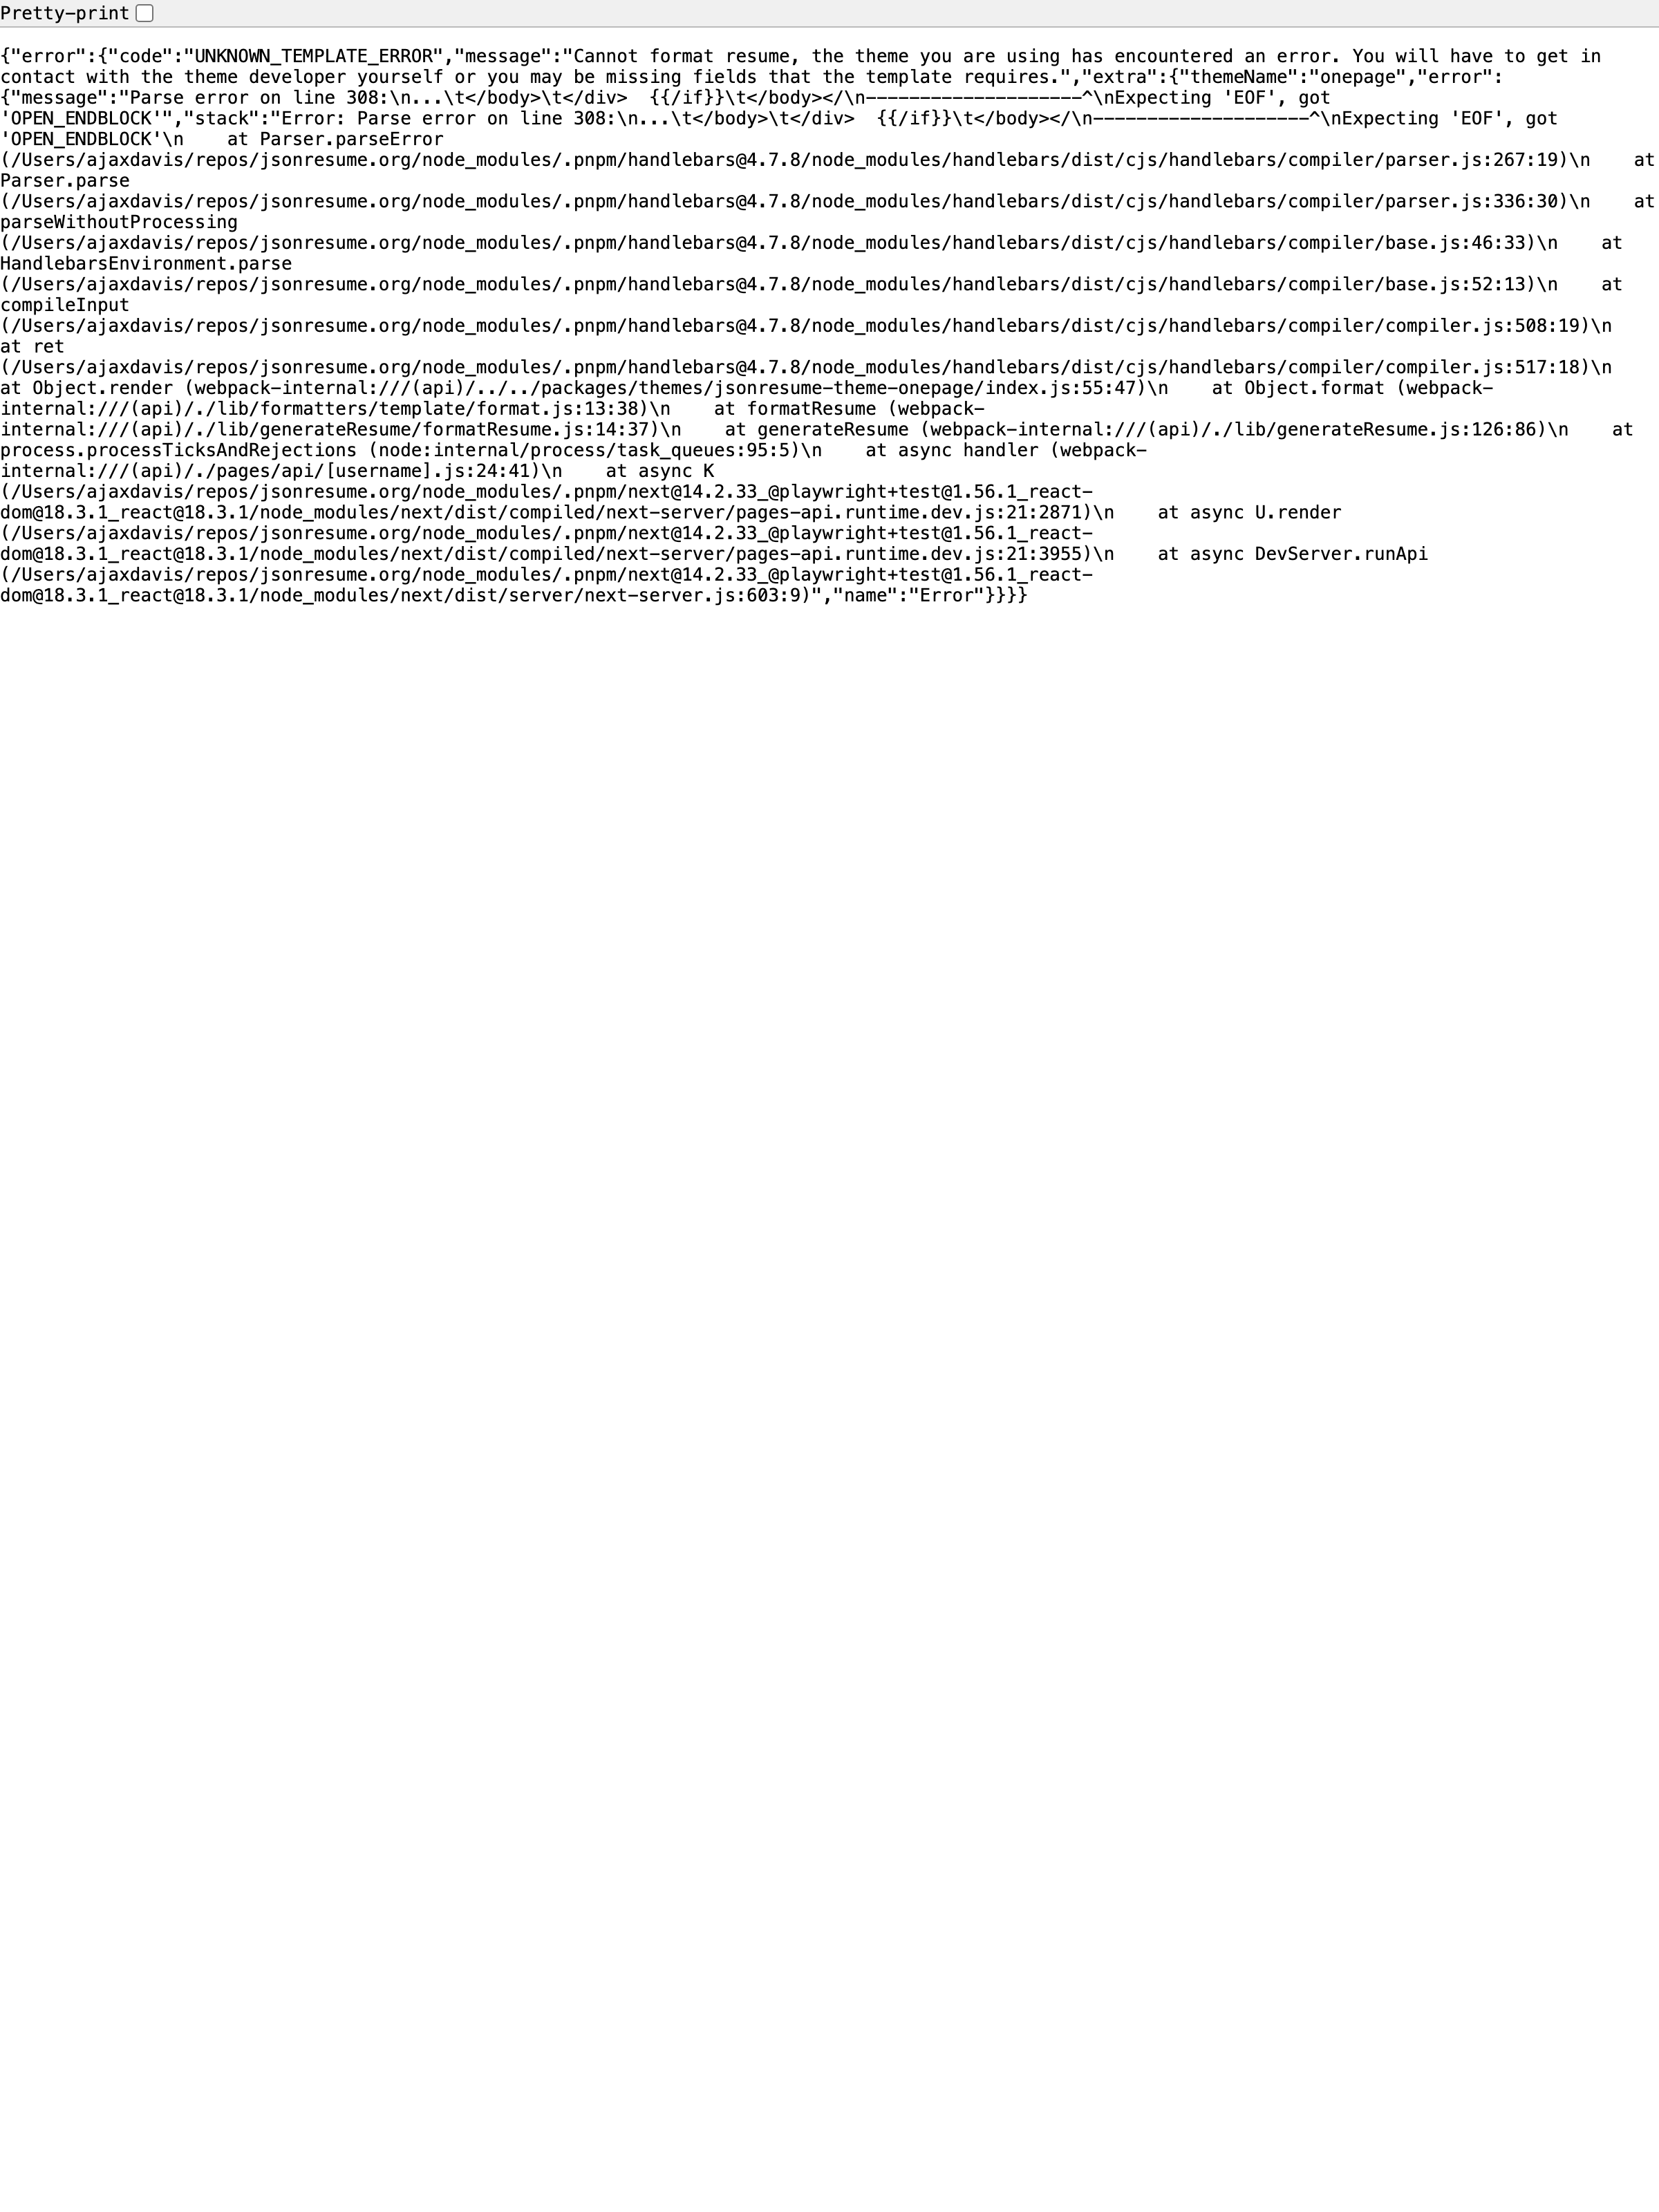 Pretty-print
{"error":{"code":"UNKNOWN_TEMPLATE_ERROR","message":"Cannot format resume, the theme you are using has encountered an error. You will have to get in
contact with the theme developer yourself or you may be missing fields that the template requires.","extra":{"themeName":"onepage","error":
{"message":"Parse error on line 308:\n...\t</body>\t</div>  {{/if}}\t</body></\n--------------------^\nExpecting 'EOF', got
'OPEN_ENDBLOCK'","stack":"Error: Parse error on line 308:\n...\t</body>\t</div>  {{/if}}\t</body></\n--------------------^\nExpecting 'EOF', got
'OPEN_ENDBLOCK'\n    at Parser.parseError
(/Users/ajaxdavis/repos/jsonresume.org/node_modules/.pnpm/handlebars@4.7.8/node_modules/handlebars/dist/cjs/handlebars/compiler/parser.js:267:19)\n    at
Parser.parse
(/Users/ajaxdavis/repos/jsonresume.org/node_modules/.pnpm/handlebars@4.7.8/node_modules/handlebars/dist/cjs/handlebars/compiler/parser.js:336:30)\n    at
parseWithoutProcessing
(/Users/ajaxdavis/repos/jsonresume.org/node_modules/.pnpm/handlebars@4.7.8/node_modules/handlebars/dist/cjs/handlebars/compiler/base.js:46:33)\n    at
HandlebarsEnvironment.parse
(/Users/ajaxdavis/repos/jsonresume.org/node_modules/.pnpm/handlebars@4.7.8/node_modules/handlebars/dist/cjs/handlebars/compiler/base.js:52:13)\n    at
compileInput
(/Users/ajaxdavis/repos/jsonresume.org/node_modules/.pnpm/handlebars@4.7.8/node_modules/handlebars/dist/cjs/handlebars/compiler/compiler.js:508:19)\n
at ret
(/Users/ajaxdavis/repos/jsonresume.org/node_modules/.pnpm/handlebars@4.7.8/node_modules/handlebars/dist/cjs/handlebars/compiler/compiler.js:517:18)\n
at Object.render (webpack-internal:///(api)/../../packages/themes/jsonresume-theme-onepage/index.js:55:47)\n    at Object.format (webpack-
internal:///(api)/./lib/formatters/template/format.js:13:38)\n    at formatResume (webpack-
internal:///(api)/./lib/generateResume/formatResume.js:14:37)\n    at generateResume (webpack-internal:///(api)/./lib/generateResume.js:126:86)\n    at
process.processTicksAndRejections (node:internal/process/task_queues:95:5)\n    at async handler (webpack-
internal:///(api)/./pages/api/[username].js:24:41)\n    at async K
(/Users/ajaxdavis/repos/jsonresume.org/node_modules/.pnpm/next@14.2.33_@playwright+test@1.56.1_react-
dom@18.3.1_react@18.3.1/node_modules/next/dist/compiled/next-server/pages-api.runtime.dev.js:21:2871)\n    at async U.render
(/Users/ajaxdavis/repos/jsonresume.org/node_modules/.pnpm/next@14.2.33_@playwright+test@1.56.1_react-
dom@18.3.1_react@18.3.1/node_modules/next/dist/compiled/next-server/pages-api.runtime.dev.js:21:3955)\n    at async DevServer.runApi
(/Users/ajaxdavis/repos/jsonresume.org/node_modules/.pnpm/next@14.2.33_@playwright+test@1.56.1_react-
dom@18.3.1_react@18.3.1/node_modules/next/dist/server/next-server.js:603:9)","name":"Error"}}}}